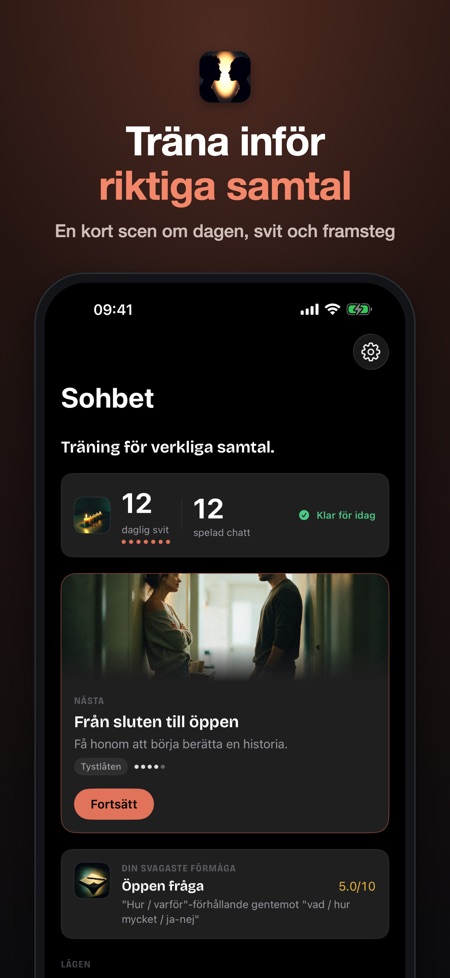 Träna inför
riktiga samtal
En kort scen om dagen, svit och framsteg
09:41
Sohbet
Träning för verkliga samtal.
12
daglig svit
12
spelad chatt
Klar för idag
NÄSTA
Från sluten till öppen
Få honom att börja berätta en historia.
Tystlåten
Fortsätt
DIN SVAGASTE FÖRMÅGA
Öppen fråga
5.0/10
"Hur / varför"-förhållande gentemot "vad / hur
mycket / ja-nej"
LÄGEN